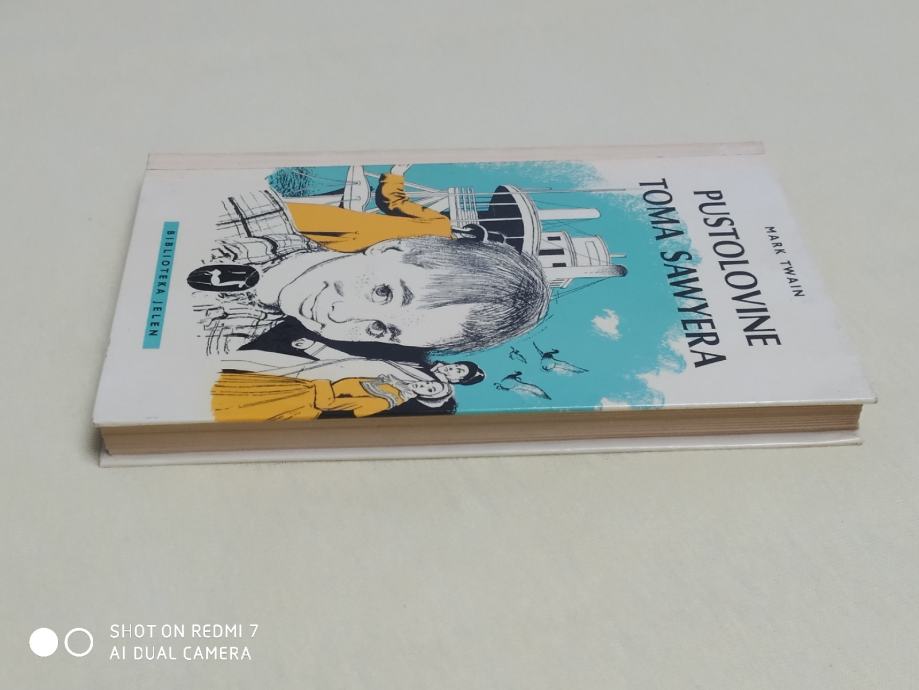 MARK TWAIN
PUSTOLOVINE
TOMA SAWYERA
BIBLIOTEKA JELEN
SHOT ON REDMI 7
AI DUAL CAMERA